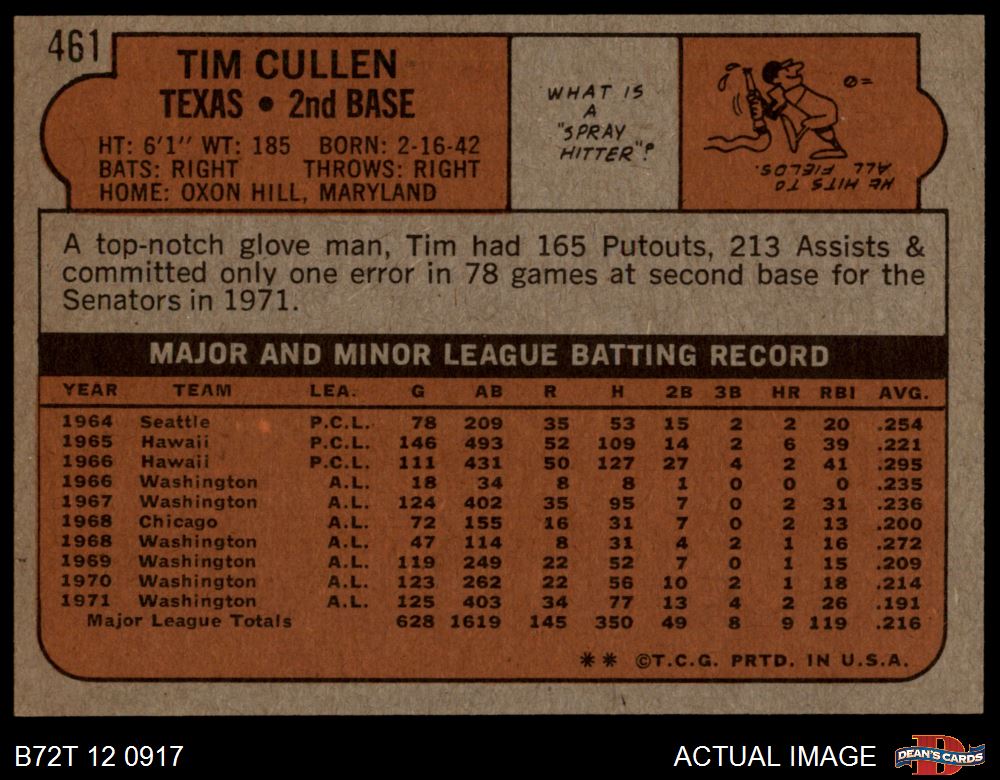 461
TIM CULLEN
TEXAS • 2nd BASE
HT: 6'1" WT: 185 BORN: 2-16-42
BATS: RIGHT THROWS: RIGHT
HOME: OXON HILL, MARYLAND
WHAT IS
A
"SPRAY
HITTER"?
HE HITS TO
ALL FIELDS.
A top-notch glove man, Tim had 165 Putouts, 213 Assists &
committed only one error in 78 games at second base for the
Senators in 1971.
MAJOR AND MINOR LEAGUE BATTING RECORD
YEAR TEAM LEA. G AB R H 2B 3B HR RBI AVG.
1964 Seattle P.C.L. 78 209 35 53 15 2 2 20 .254
1965 Hawaii P.C.L. 146 493 52 109 14 2 6 39 .221
1966 Hawaii P.C.L. 111 431 50 127 27 4 2 41 .295
1966 Washington A.L. 18 34 8 8 1 0 0 0 .235
1967 Washington A.L. 124 402 35 95 7 0 2 31 .236
1968 Chicago A.L. 72 155 16 31 7 0 2 13 .200
1968 Washington A.L. 47 114 8 31 4 2 1 16 .272
1969 Washington A.L. 119 249 22 52 7 0 1 15 .209
1970 Washington A.L. 123 262 22 56 10 2 1 18 .214
1971 Washington A.L. 125 403 34 77 13 4 2 26 .191
Major League Totals 628 1619 145 350 49 8 9 119 .216
** ©T.C.G. PRTD. IN U.S.A.
B72T 12 0917
ACTUAL IMAGE
D
DEAN'S CARDS